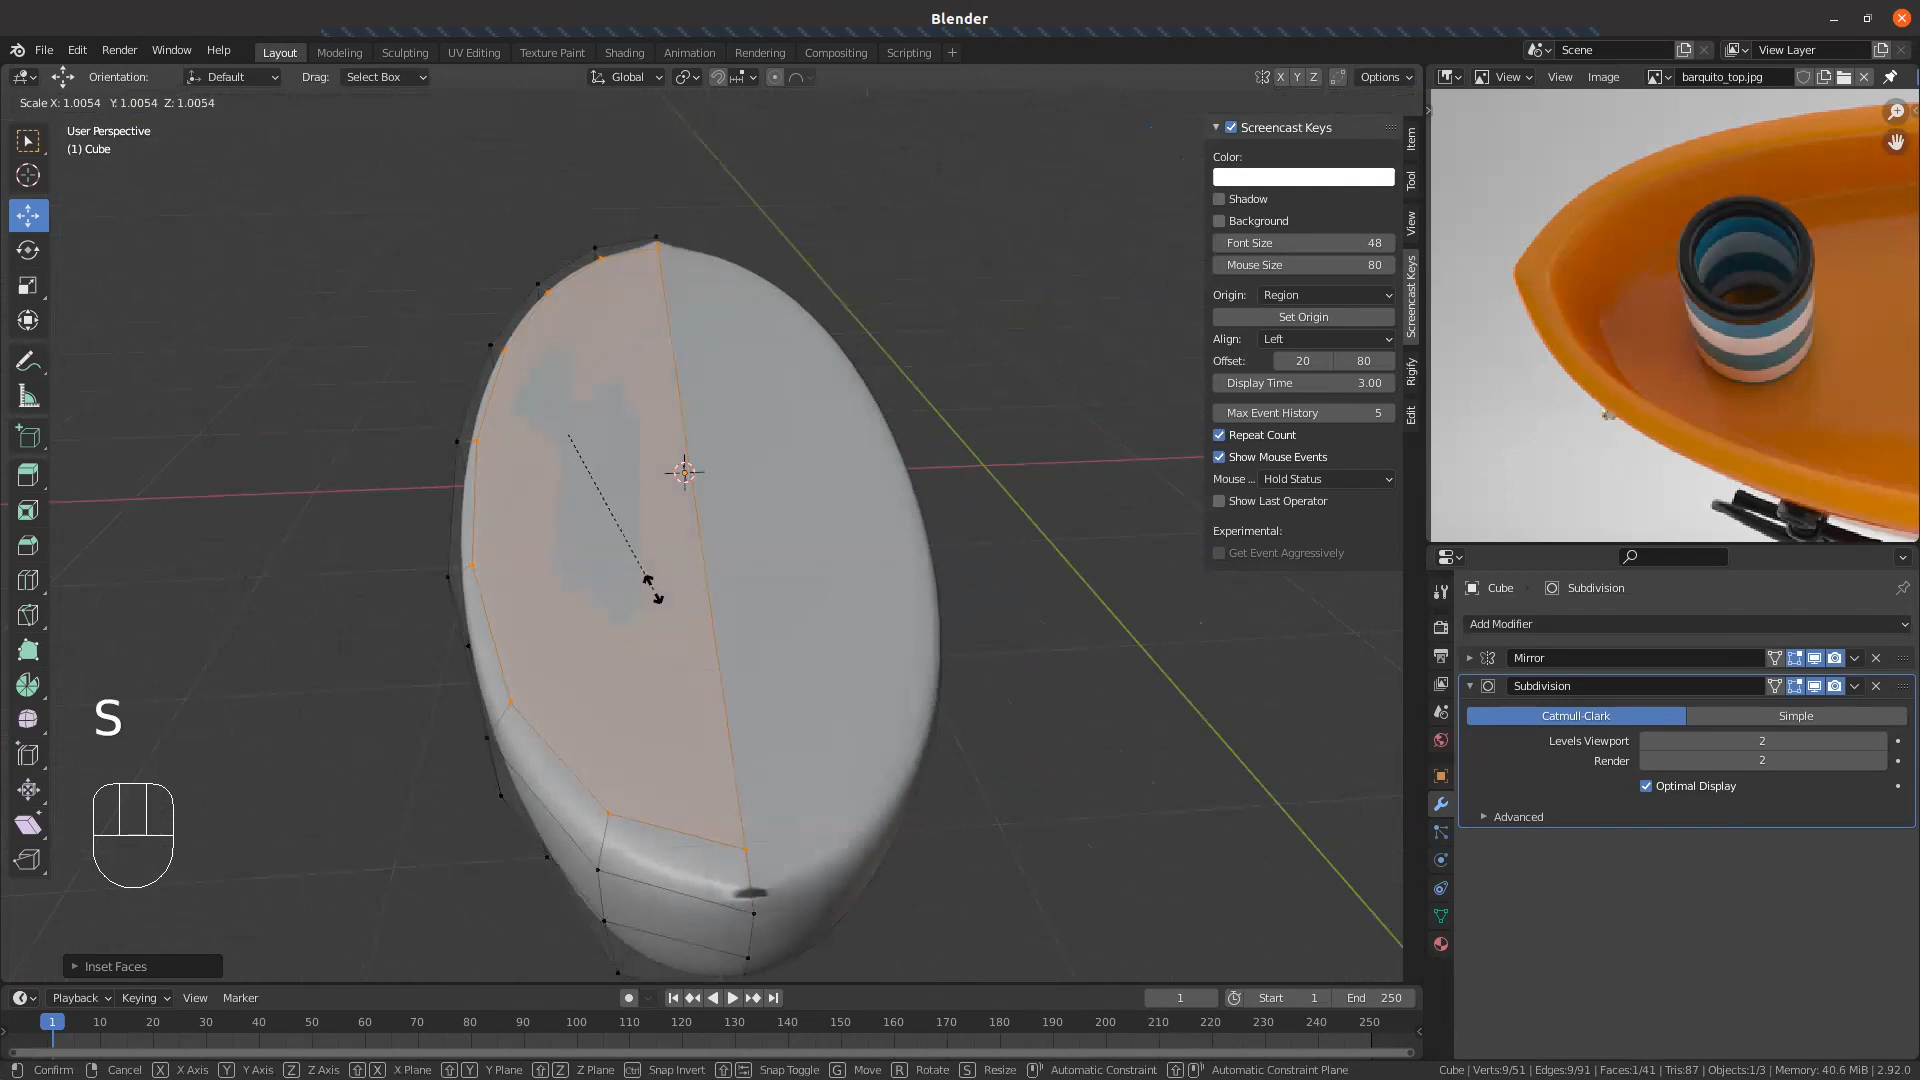 Blender
File Edit Render Window Help
Layout Modeling Sculpting UV Editing Texture Paint Shading Animation Rendering Compositing Scripting +
Scene
View Layer
Orientation: Default Drag: Select Box
Global
X Y Z Options
View View Image barquito_top.jpg
Scale X: 1.0054 Y: 1.0054 Z: 1.0054
User Perspective
(1) Cube
Screencast Keys
Color:
Shadow
Background
Font Size 48
Mouse Size 80
Origin: Region
Set Origin
Align: Left
Offset: 20 80
Display Time 3.00
Max Event History 5
Repeat Count
Show Mouse Events
Mouse ... Hold Status
Show Last Operator
Experimental:
Get Event Aggressively
Item
Tool
View
Screencast Keys
Rigify
Edit
S
Inset Faces
Cube Subdivision
Add Modifier
Mirror
Subdivision
Catmull-Clark Simple
Levels Viewport 2
Render 2
Optimal Display
Advanced
Playback Keying View Marker
1 Start 1 End 250
1 10 20 30 40 50 60 70 80 90 100 110 120 130 140 150 160 170 180 190 200 210 220 230 240 250
Confirm Cancel X X Axis Y Y Axis Z Z Axis X X Plane Y Y Plane Z Z Plane Ctrl Snap Invert Snap Toggle G Move R Rotate S Resize Automatic Constraint Automatic Constraint Plane
Cube | Verts:9/51 | Edges:9/91 | Faces:1/41 | Tris:87 | Objects:1/3 | Memory: 40.6 MiB | 2.92.0